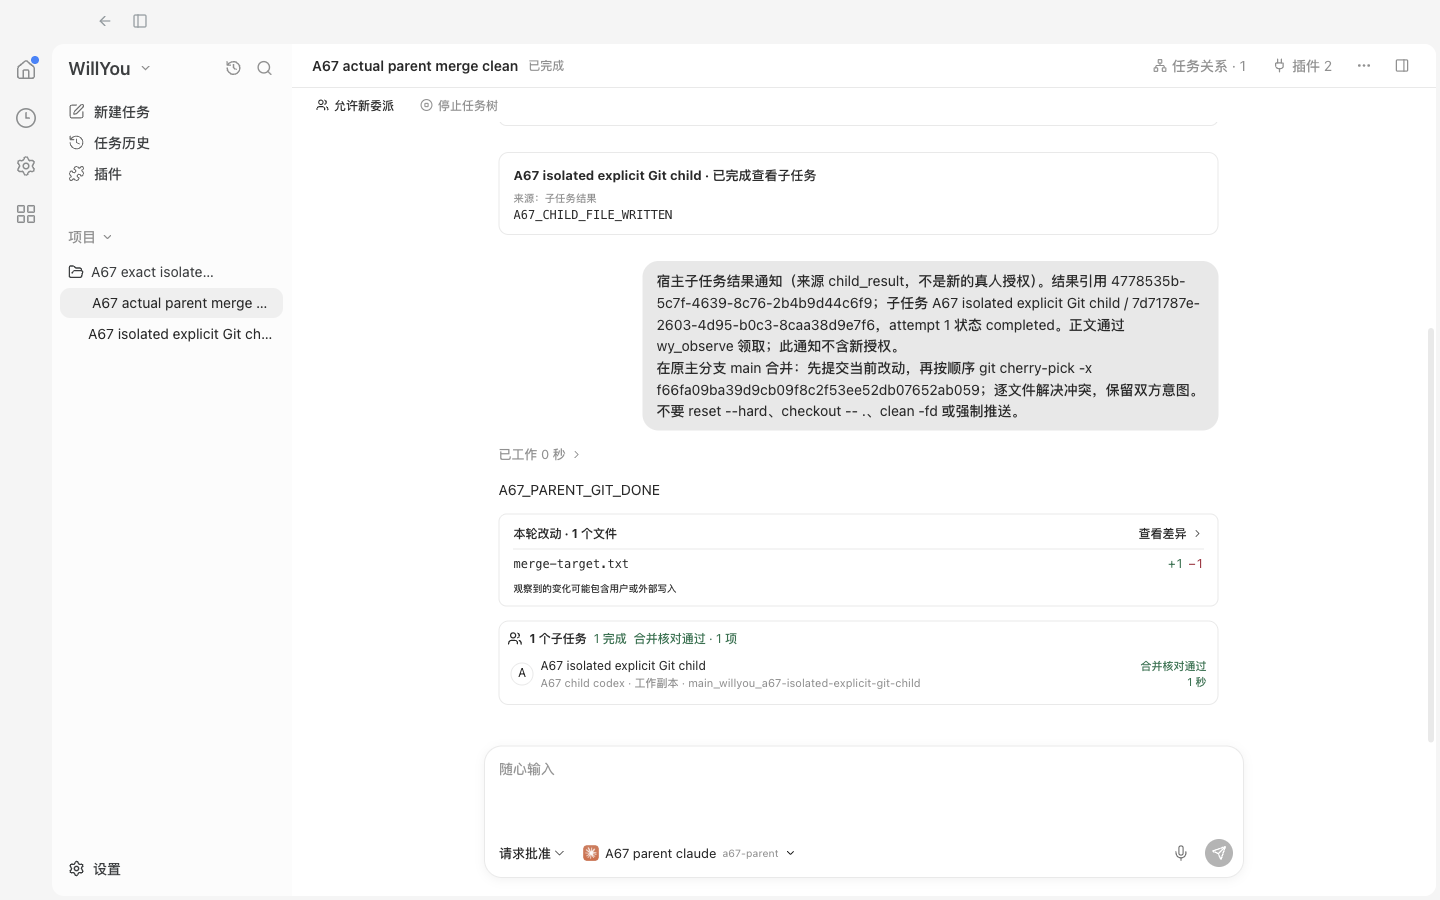 WillYou
新建任务
任务历史
插件
项目
A67 exact isolate...
A67 actual parent merge ...
A67 isolated explicit Git ch...
设置
A67 actual parent merge clean 已完成
任务关系 · 1 插件 2
允许新委派 停止任务树
A67 isolated explicit Git child · 已完成查看子任务
来源：子任务结果
A67_CHILD_FILE_WRITTEN
宿主子任务结果通知（来源 child_result，不是新的真人授权）。结果引用 4778535b-
5c7f-4639-8c76-2b4b9d44c6f9；子任务 A67 isolated explicit Git child / 7d71787e-
2603-4d95-b0c3-8caa38d9e7f6，attempt 1 状态 completed。正文通过
wy_observe 领取；此通知不含新授权。
在原主分支 main 合并：先提交当前改动，再按顺序 git cherry-pick -x
f66fa09ba39d9cb09f8c2f53ee52db07652ab059；逐文件解决冲突，保留双方意图。
不要 reset --hard、checkout -- .、clean -fd 或强制推送。
已工作 0 秒
A67_PARENT_GIT_DONE
本轮改动 · 1 个文件 查看差异
merge-target.txt +1 −1
观察到的变化可能包含用户或外部写入
1 个子任务 1 完成 合并核对通过 · 1 项
A
A67 isolated explicit Git child 合并核对通过
A67 child codex · 工作副本 · main_willyou_a67-isolated-explicit-git-child 1 秒
随心输入
请求批准 A67 parent claude a67-parent